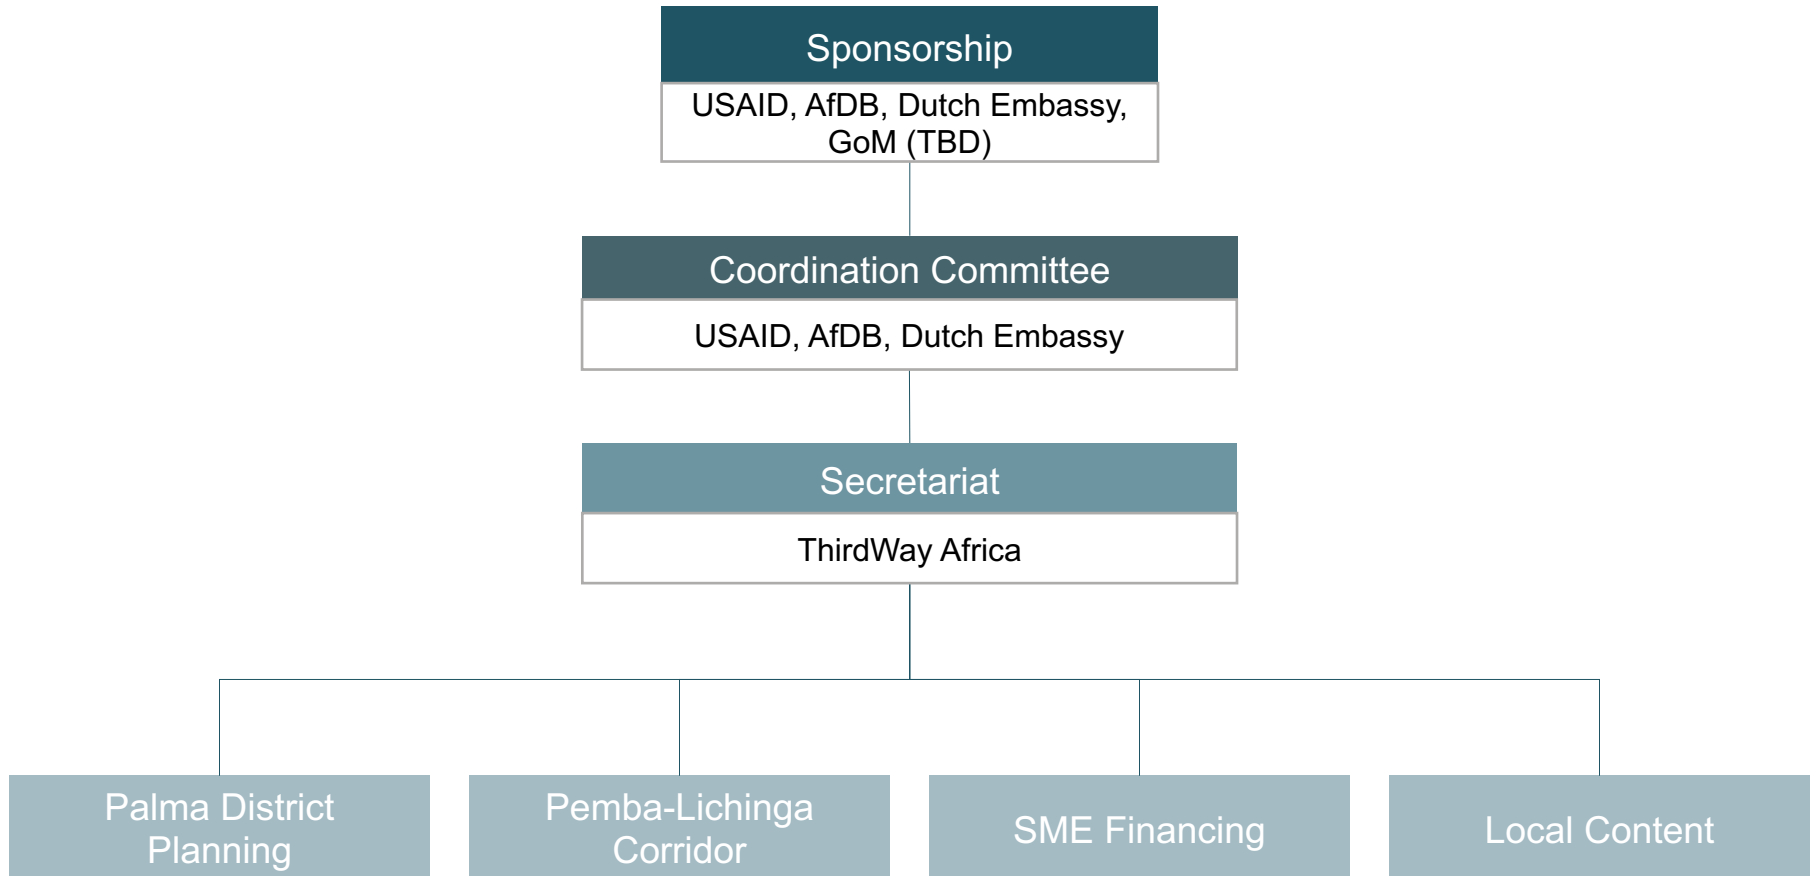 Sponsorship
USAID, AfDB, Dutch Embassy,
GoM (TBD)
Coordination Committee
USAID, AfDB, Dutch Embassy
Secretariat
ThirdWay Africa
Palma District
Planning
Pemba-Lichinga
Corridor
SME Financing
Local Content